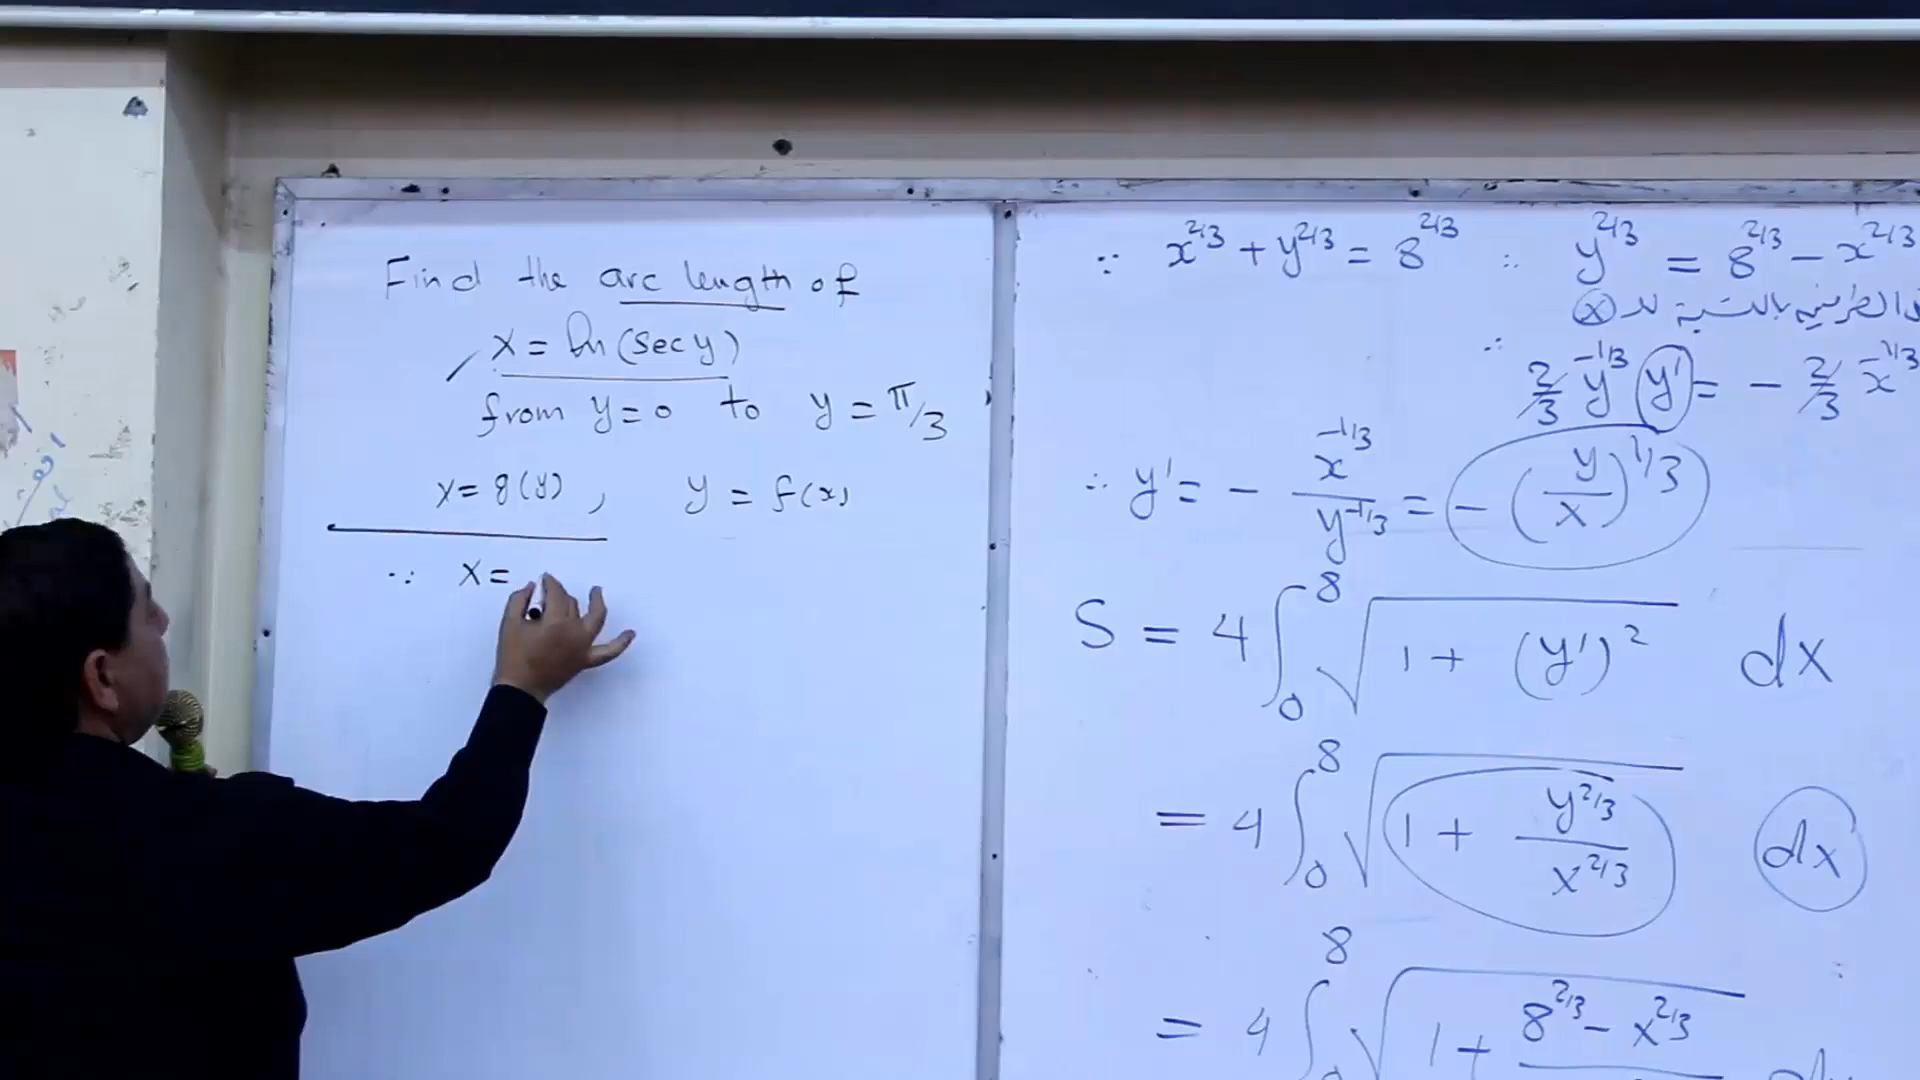 Find the arc length of
x = ln (sec y)
from y = 0 to y = π/3
x = g(y) , y = f(x)
∵ x =
∵ x^2/3 + y^2/3 = 8^2/3 ∴ y^2/3 = 8^2/3 − x^2/3
بالنسبة لـ x
∴ 2/3 y^-1/3 y' = − 2/3 x^-1/3
∴ y' = − x^-1/3 / y^-1/3 = − (y/x)^1/3
S = 4 ∫_0^8 √(1 + (y')^2) dx
= 4 ∫_0^8 √(1 + y^2/3 / x^2/3) dx
= 4 ∫_0^8 √(1 + 8^2/3 − x^2/3